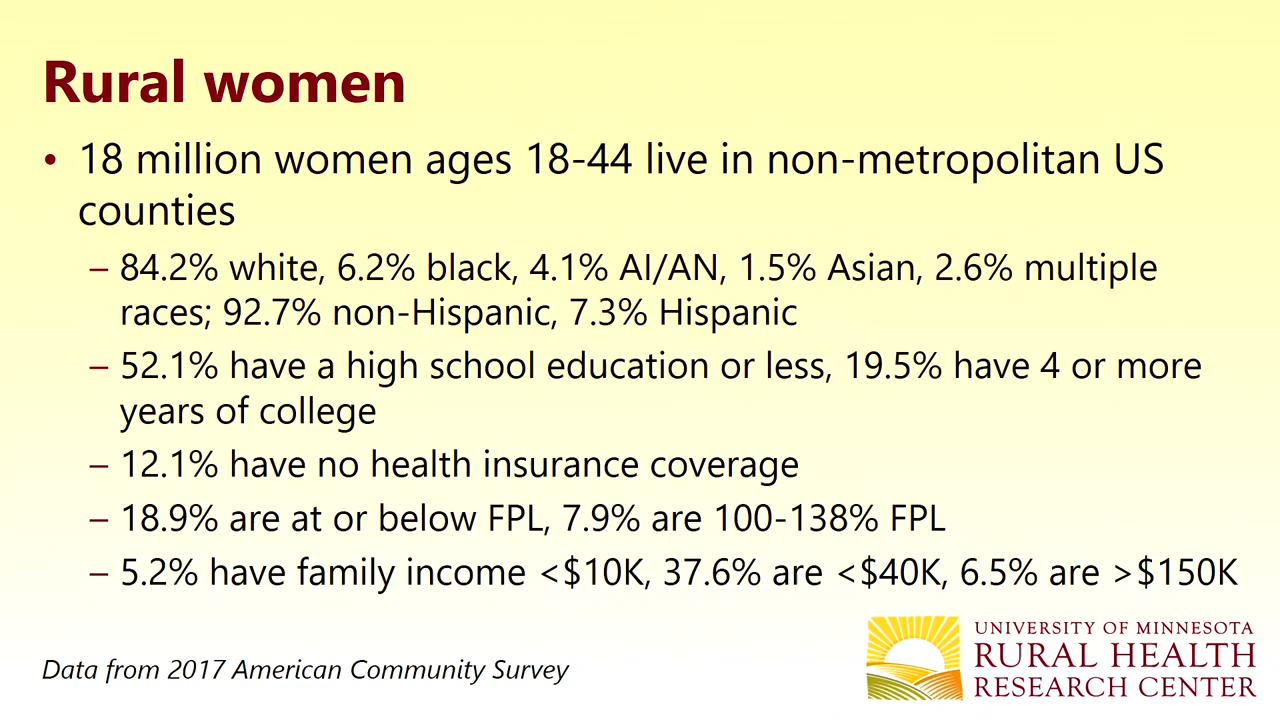 Rural women
• 18 million women ages 18-44 live in non-metropolitan US
counties
– 84.2% white, 6.2% black, 4.1% AI/AN, 1.5% Asian, 2.6% multiple
races; 92.7% non-Hispanic, 7.3% Hispanic
– 52.1% have a high school education or less, 19.5% have 4 or more
years of college
– 12.1% have no health insurance coverage
– 18.9% are at or below FPL, 7.9% are 100-138% FPL
– 5.2% have family income <$10K, 37.6% are <$40K, 6.5% are >$150K
Data from 2017 American Community Survey
UNIVERSITY OF MINNESOTA
RURAL HEALTH
RESEARCH CENTER